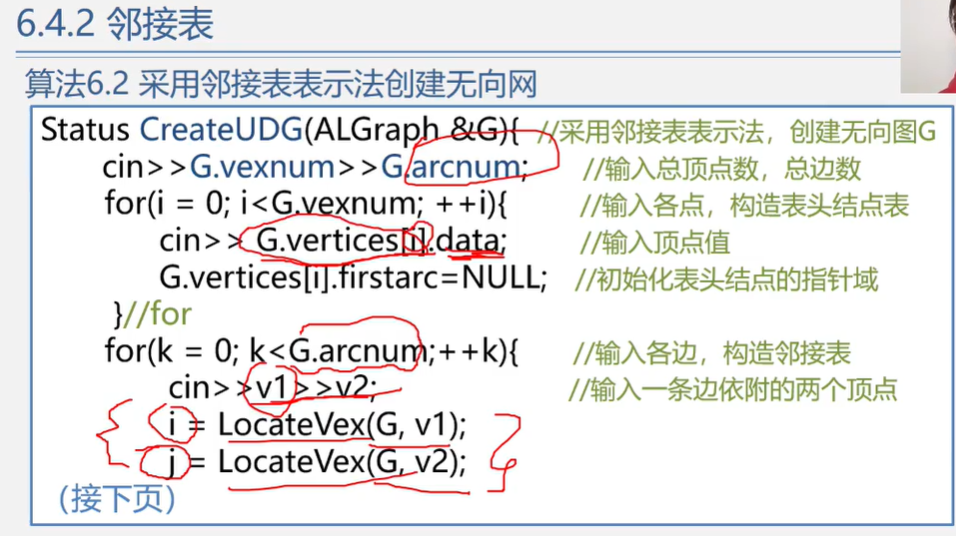 6.4.2 邻接表
算法6.2 采用邻接表表示法创建无向网
Status CreateUDG(ALGraph &G){ //采用邻接表表示法，创建无向图G
cin>>G.vexnum>>G.arcnum; //输入总顶点数，总边数
for(i = 0; i<G.vexnum; ++i){ //输入各点，构造表头结点表
cin>> G.vertices[i].data; //输入顶点值
G.vertices[i].firstarc=NULL; //初始化表头结点的指针域
}//for
for(k = 0; k<G.arcnum;++k){ //输入各边，构造邻接表
cin>>v1>>v2; //输入一条边依附的两个顶点
i = LocateVex(G, v1);
j = LocateVex(G, v2);
(接下页)